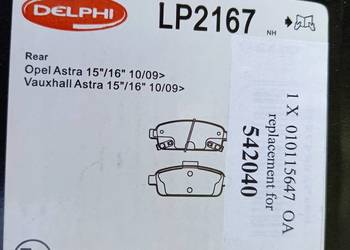 DELPHI
LP2167
NH
Rear
Opel Astra 15"/16" 10/09>
Vauxhall Astra 15"/16" 10/09>
1 X 010115647 OA
replacement for
542040